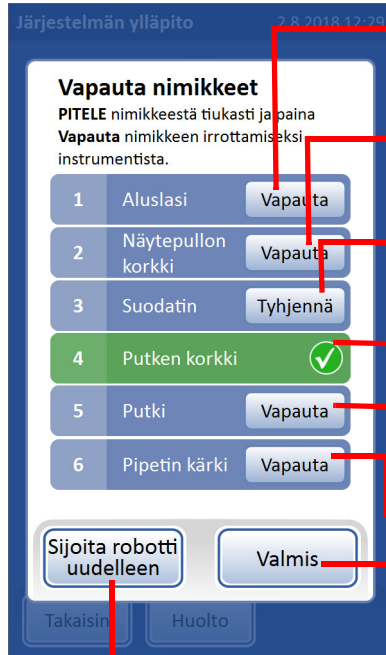 Järjestelmän ylläpito 2.8.2018 12:29
Vapauta nimikkeet
PITELE nimikkeestä tiukasti ja paina
Vapauta nimikkeen irrottamiseksi
instrumentista.
1 Aluslasi Vapauta
2 Näytepullon korkki Vapauta
3 Suodatin Tyhjennä
4 Putken korkki
5 Putki Vapauta
6 Pipetin kärki Vapauta
Sijoita robotti
uudelleen
Valmis
Takaisin Huolto